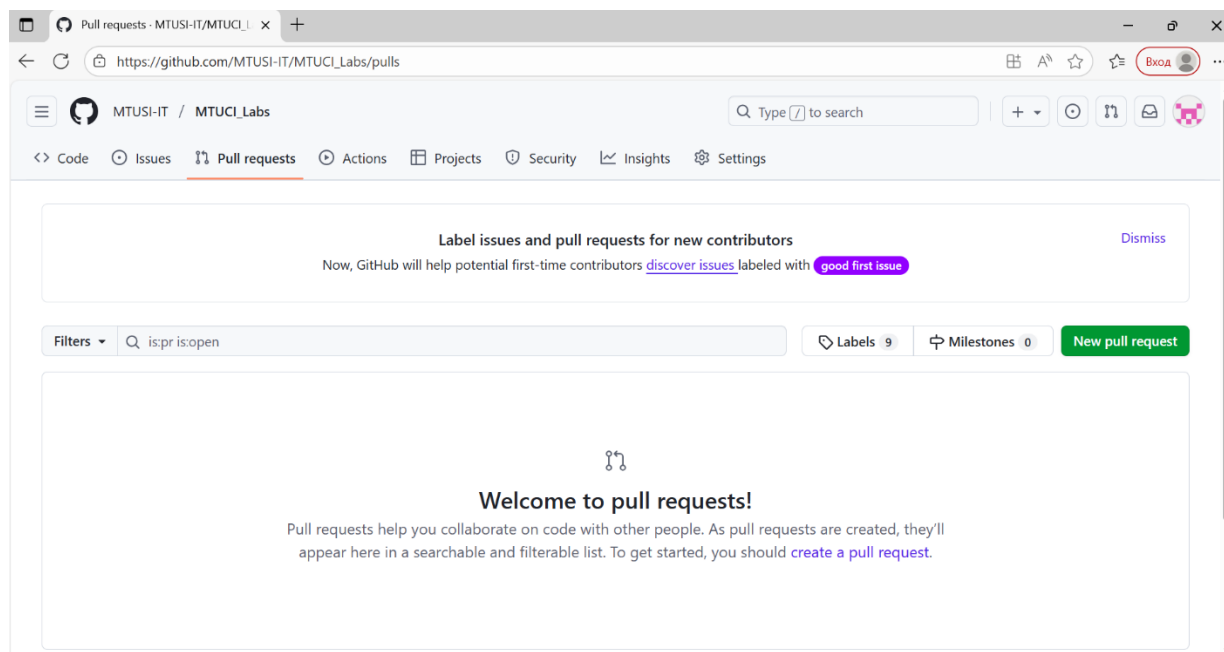 Pull requests · MTUSI-IT/MTUCI_L
https://github.com/MTUSI-IT/MTUCI_Labs/pulls
Вход
MTUSI-IT / MTUCI_Labs
Type / to search
<> Code Issues Pull requests Actions Projects Security Insights Settings
Label issues and pull requests for new contributors
Dismiss
Now, GitHub will help potential first-time contributors discover issues labeled with good first issue
Filters is:pr is:open Labels 9 Milestones 0 New pull request
Welcome to pull requests!
Pull requests help you collaborate on code with other people. As pull requests are created, they'll
appear here in a searchable and filterable list. To get started, you should create a pull request.